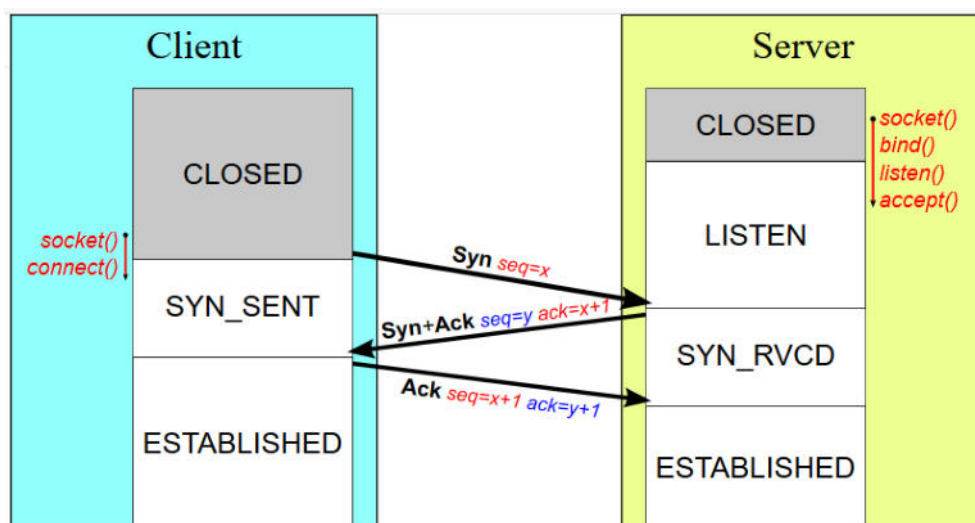 Client
Server
CLOSED
CLOSED
socket()
bind()
listen()
accept()
socket()
connect()
LISTEN
Syn seq=x
SYN_SENT
Syn+Ack seq=y ack=x+1
SYN_RVCD
Ack seq=x+1 ack=y+1
ESTABLISHED
ESTABLISHED